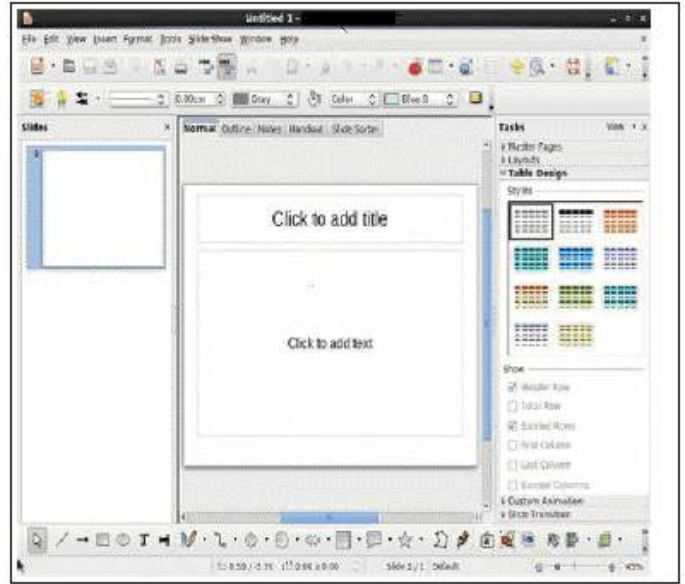 Untitled 1 -
File Edit View Insert Format Tools Slide Show Window Help
0.00cm Gray Color Blue 8
Slides
Normal Outline Notes Handout Slide Sorter
Tasks View
Master Pages
Layouts
Table Design
Styles
1
Click to add title
Click to add text
Show
Header Row
Total Row
Banded Rows
First Column
Last Column
Banded Columns
Custom Animation
Slide Transition
Slide 1 / 1 Default